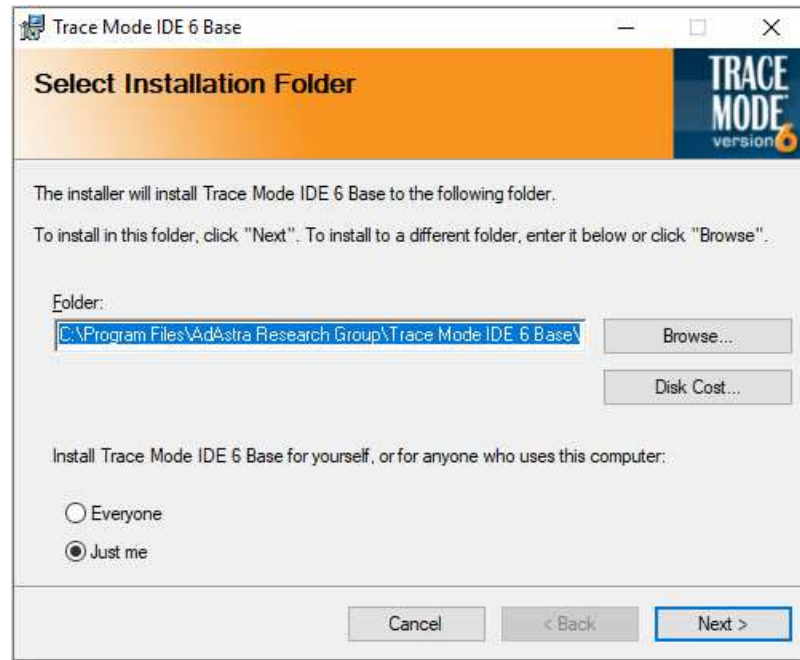 Trace Mode IDE 6 Base
Select Installation Folder
TRACE
MODE
version 6
The installer will install Trace Mode IDE 6 Base to the following folder.
To install in this folder, click "Next". To install to a different folder, enter it below or click "Browse".
Folder:
C:\Program Files\AdAstra Research Group\Trace Mode IDE 6 Base\
Browse...
Disk Cost...
Install Trace Mode IDE 6 Base for yourself, or for anyone who uses this computer:
Everyone
Just me
Cancel
< Back
Next >